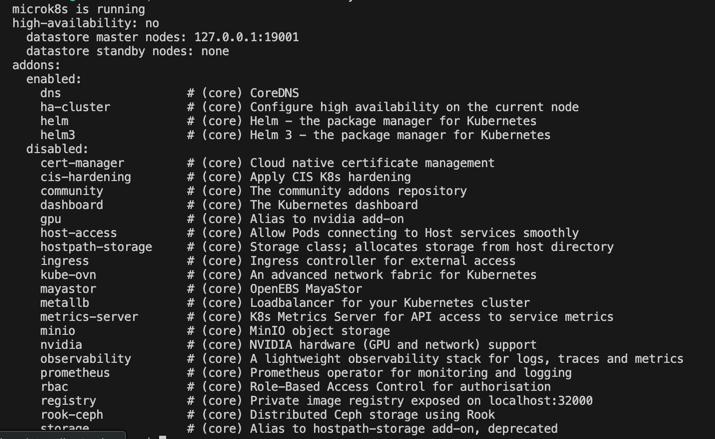 microk8s is running
high-availability: no
  datastore master nodes: 127.0.0.1:19001
  datastore standby nodes: none
addons:
  enabled:
    dns                  # (core) CoreDNS
    ha-cluster           # (core) Configure high availability on the current node
    helm                 # (core) Helm - the package manager for Kubernetes
    helm3                # (core) Helm 3 - the package manager for Kubernetes
  disabled:
    cert-manager         # (core) Cloud native certificate management
    cis-hardening        # (core) Apply CIS K8s hardening
    community            # (core) The community addons repository
    dashboard            # (core) The Kubernetes dashboard
    gpu                  # (core) Alias to nvidia add-on
    host-access          # (core) Allow Pods connecting to Host services smoothly
    hostpath-storage     # (core) Storage class; allocates storage from host directory
    ingress              # (core) Ingress controller for external access
    kube-ovn             # (core) An advanced network fabric for Kubernetes
    mayastor             # (core) OpenEBS MayaStor
    metallb              # (core) Loadbalancer for your Kubernetes cluster
    metrics-server       # (core) K8s Metrics Server for API access to service metrics
    minio                # (core) MinIO object storage
    nvidia               # (core) NVIDIA hardware (GPU and network) support
    observability        # (core) A lightweight observability stack for logs, traces and metrics
    prometheus           # (core) Prometheus operator for monitoring and logging
    rbac                 # (core) Role-Based Access Control for authorisation
    registry             # (core) Private image registry exposed on localhost:32000
    rook-ceph            # (core) Distributed Ceph storage using Rook
    storage              # (core) Alias to hostpath-storage add-on, deprecated